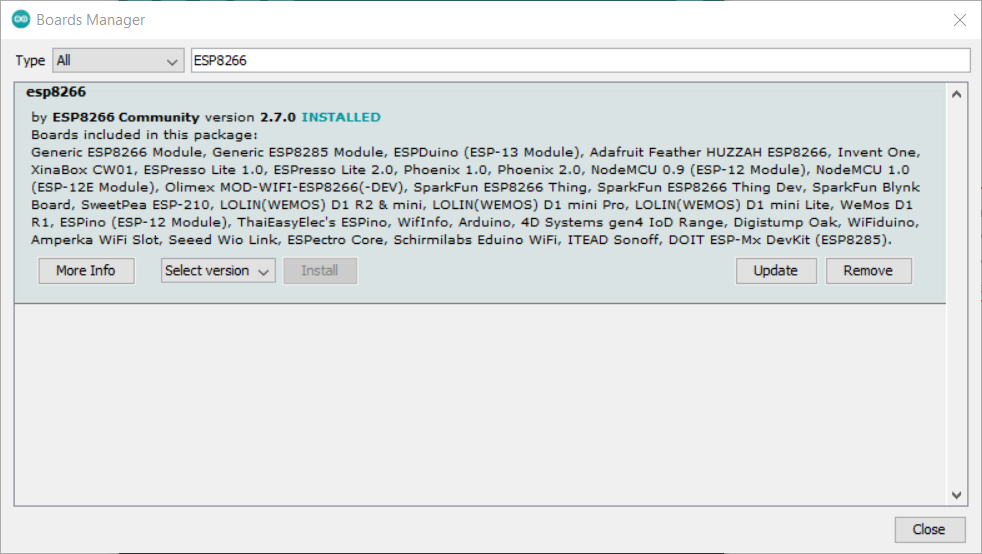 Boards Manager
Type All ESP8266
esp8266
by ESP8266 Community version 2.7.0 INSTALLED
Boards included in this package:
Generic ESP8266 Module, Generic ESP8285 Module, ESPDuino (ESP-13 Module), Adafruit Feather HUZZAH ESP8266, Invent One,
XinaBox CW01, ESPresso Lite 1.0, ESPresso Lite 2.0, Phoenix 1.0, Phoenix 2.0, NodeMCU 0.9 (ESP-12 Module), NodeMCU 1.0
(ESP-12E Module), Olimex MOD-WIFI-ESP8266(-DEV), SparkFun ESP8266 Thing, SparkFun ESP8266 Thing Dev, SparkFun Blynk
Board, SweetPea ESP-210, LOLIN(WEMOS) D1 R2 & mini, LOLIN(WEMOS) D1 mini Pro, LOLIN(WEMOS) D1 mini Lite, WeMos D1
R1, ESPino (ESP-12 Module), ThaiEasyElec's ESPino, WifInfo, Arduino, 4D Systems gen4 IoD Range, Digistump Oak, WiFiduino,
Amperka WiFi Slot, Seeed Wio Link, ESPectro Core, Schirmilabs Eduino WiFi, ITEAD Sonoff, DOIT ESP-Mx DevKit (ESP8285).
More Info Select version Install Update Remove
Close